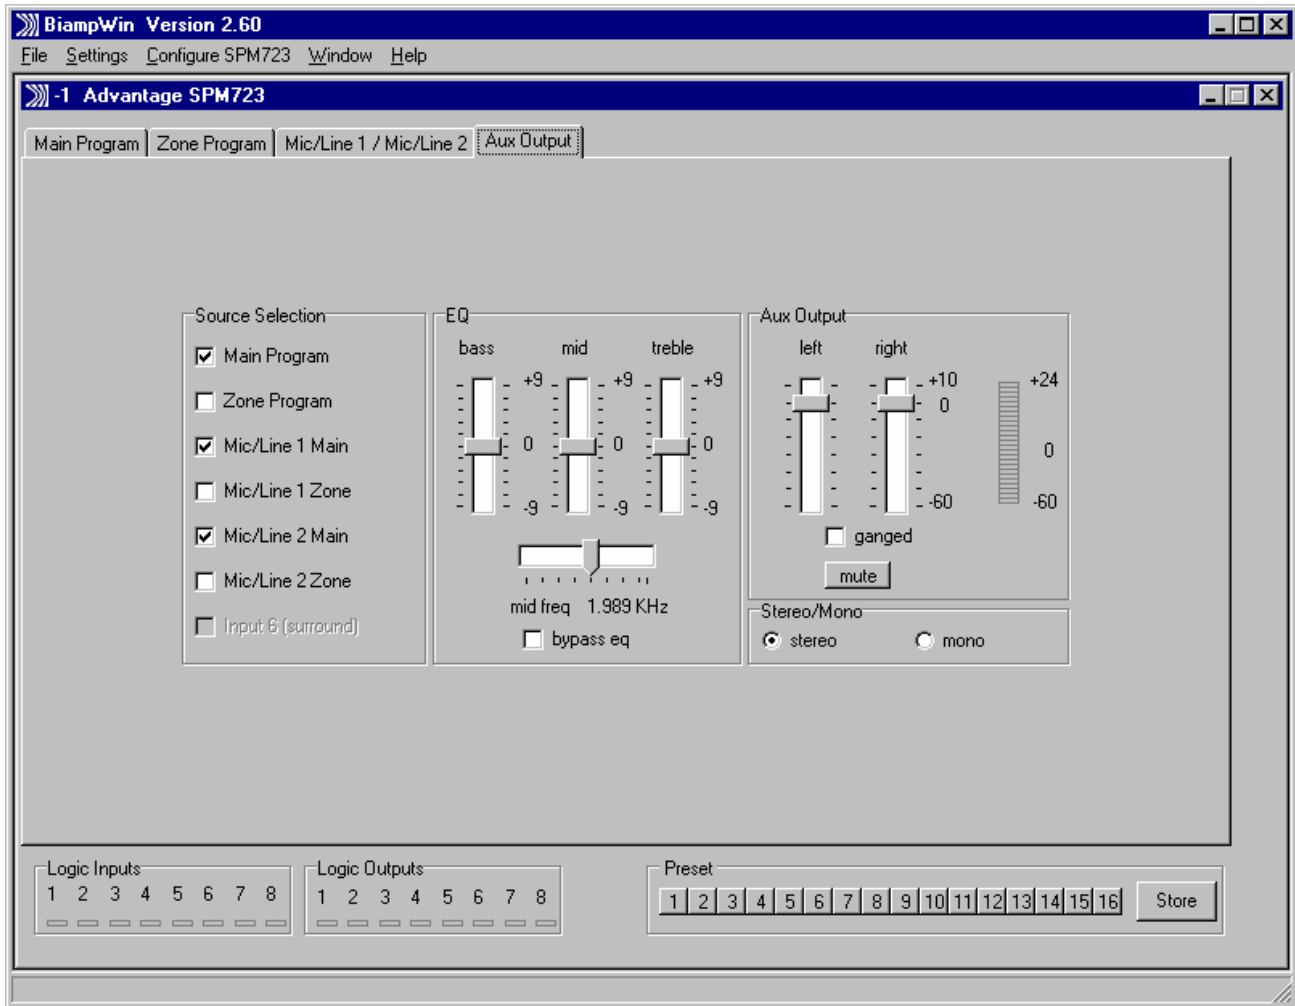 BiampWin Version 2.60
File Settings Configure SPM723 Window Help
-1 Advantage SPM723
Main Program Zone Program Mic/Line 1 / Mic/Line 2 Aux Output
Source Selection
Main Program
Zone Program
Mic/Line 1 Main
Mic/Line 1 Zone
Mic/Line 2 Main
Mic/Line 2 Zone
Input 6 (surround)
EQ
bass mid treble
+9 +9 +9
0 0 0
-9 -9 -9
mid freq 1.989 KHz
bypass eq
Aux Output
left right
+10 +24
0 0
-60 -60
ganged
mute
Stereo/Mono
stereo mono
Logic Inputs
1 2 3 4 5 6 7 8
Logic Outputs
1 2 3 4 5 6 7 8
Preset
1 2 3 4 5 6 7 8 9 10 11 12 13 14 15 16 Store